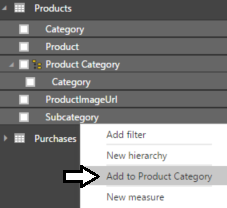 Products
Category
Product
Product Category
Category
ProductImageUrl
Subcategory
Purchases
Add filter
New hierarchy
Add to Product Category
New measure